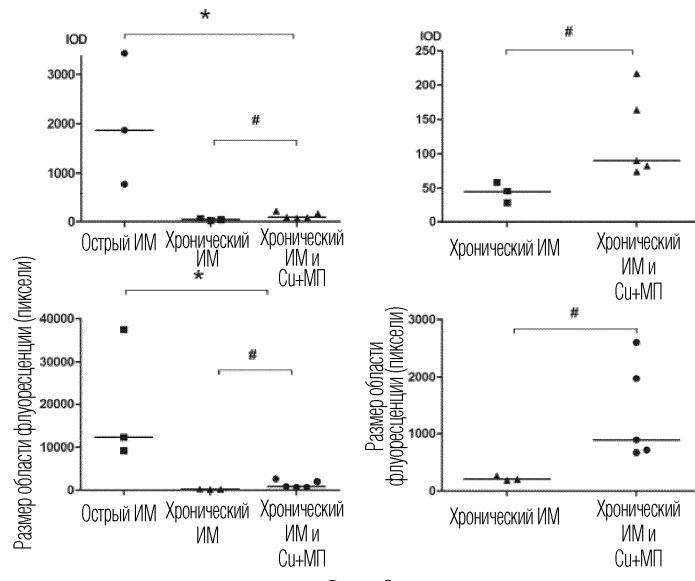 *
IOD
3000
2000
1000
0
#
Острый ИМ
Хронический
ИМ
Хронический
ИМ и
Cu+МП
#
IOD
250
200
150
100
50
0
Хронический ИМ
Хронический
ИМ и
Cu+МП
*
Размер области флуоресценции (пиксели)
40000
30000
20000
10000
0
#
Острый ИМ
Хронический
ИМ
Хронический
ИМ и
Cu+МП
#
Размер области
флуоресценции (пиксели)
3000
2000
1000
0
Хронический ИМ
Хронический
ИМ и
Cu+МП